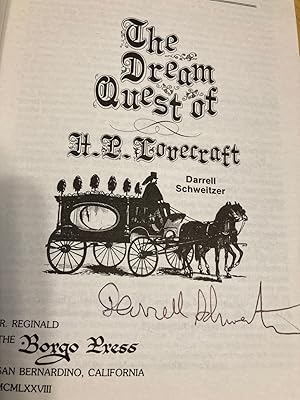 The
Dream
Quest of
H. P. Lovecraft
Darrell
Schweitzer
Darrell Schweitzer
R. REGINALD
THE Borgo Press
SAN BERNARDINO, CALIFORNIA
MCMLXXVIII